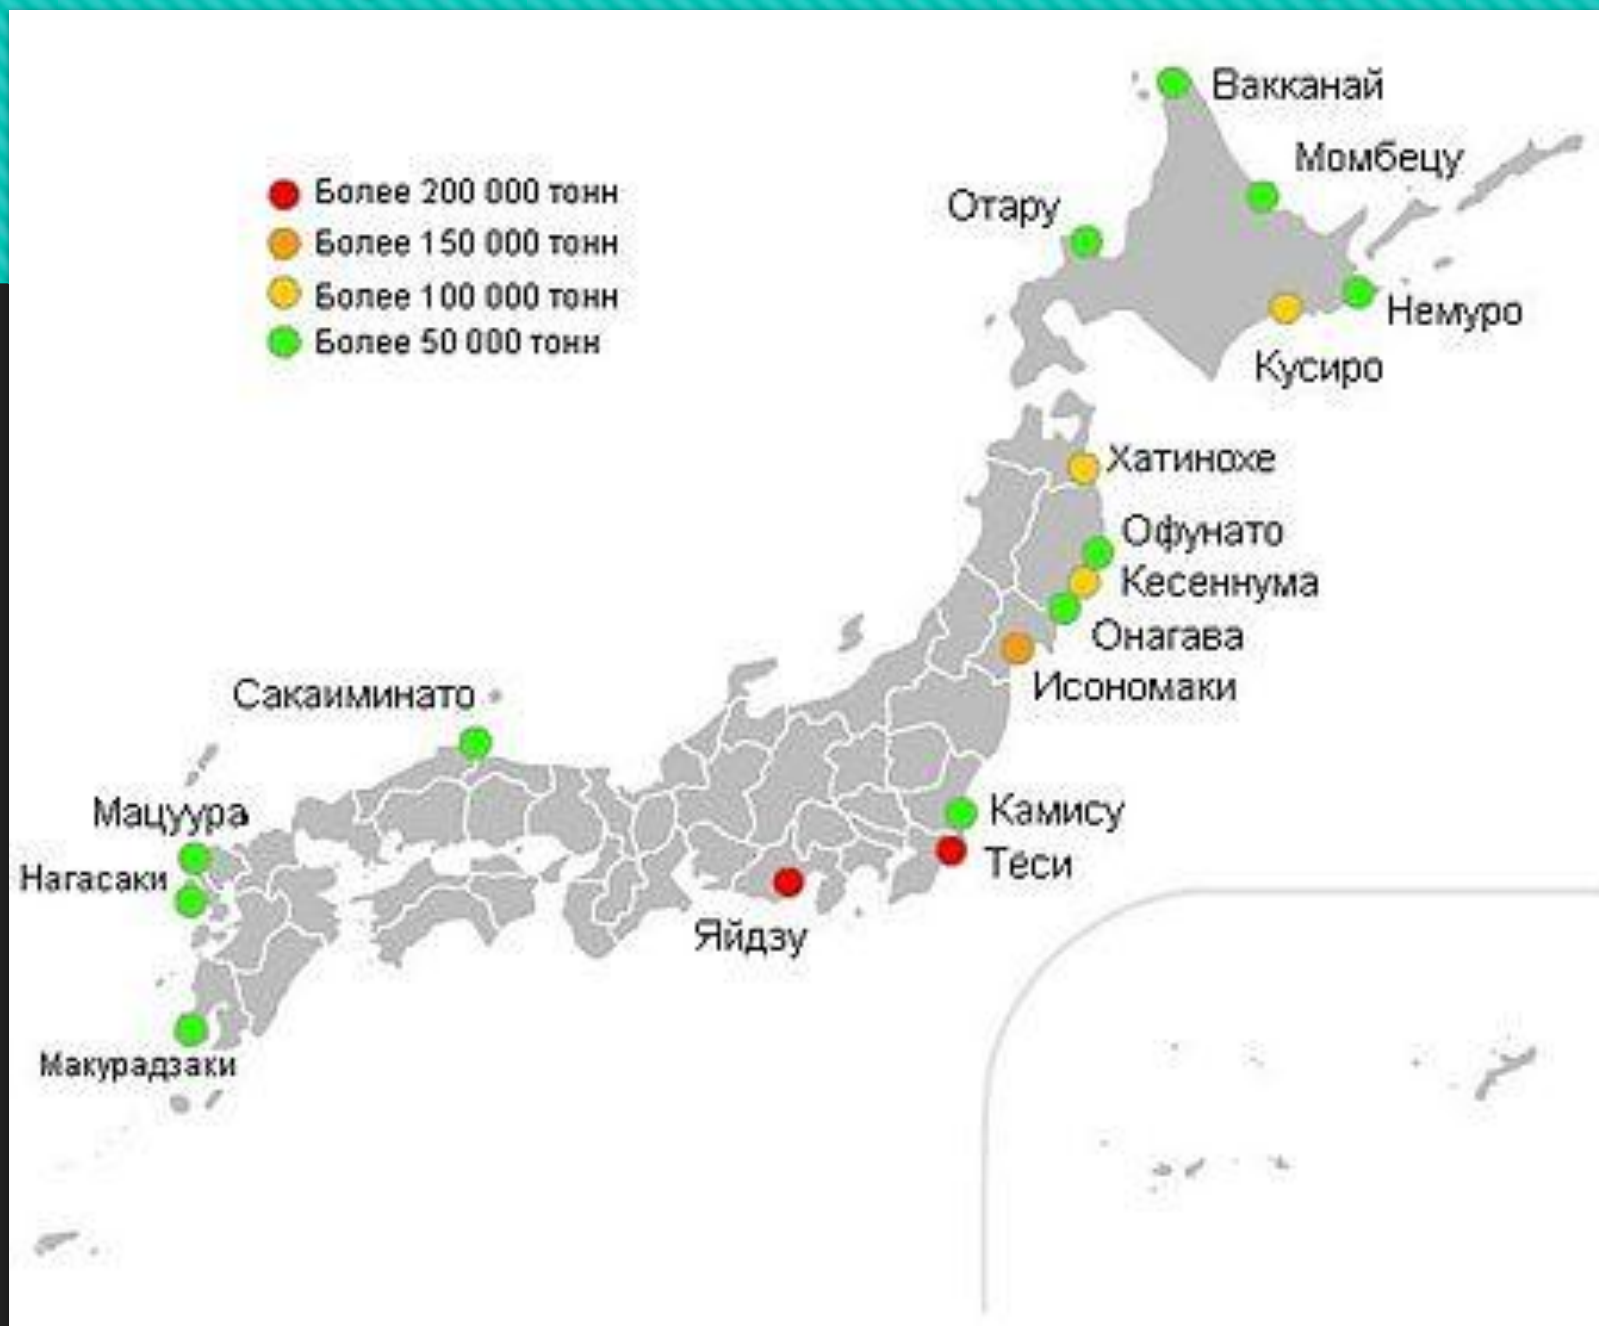 Вакканай
Момбецу
Отару
Более 200 000 тонн
Более 150 000 тонн
Более 100 000 тонн
Более 50 000 тонн
Немуро
Кусиро
Хатинохе
Офунато
Кесеннума
Онагава
Исономаки
Сакаиминато
Мацуура
Камису
Тёси
Нагасаки
Яйдзу
Макурадзаки